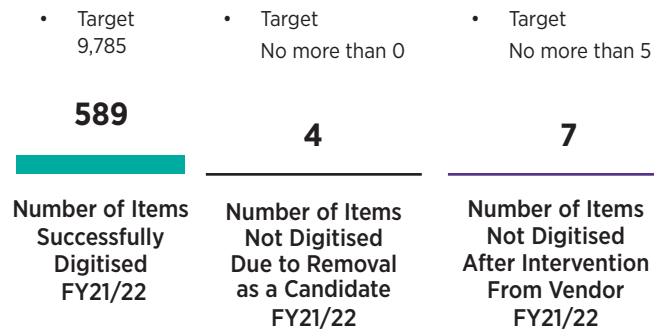 • Target
9,785
589
Number of Items
Successfully
Digitised
FY21/22
• Target
No more than 0
4
Number of Items
Not Digitised
Due to Removal
as a Candidate
FY21/22
• Target
No more than 5
7
Number of Items
Not Digitised
After Intervention
From Vendor
FY21/22